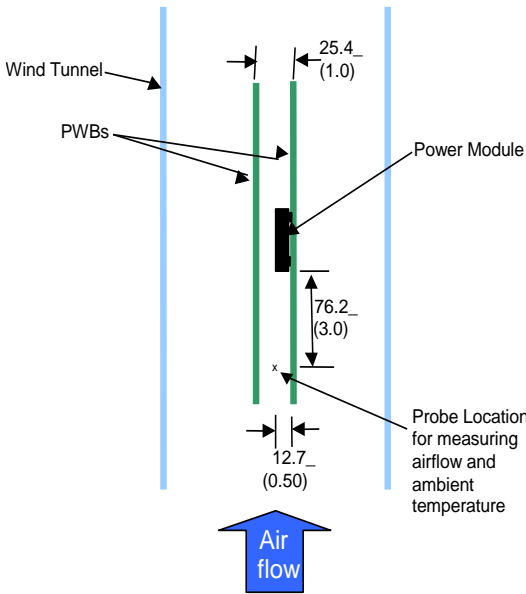 25.4_
(1.0)
Wind Tunnel
PWBs
Power Module
76.2_
(3.0)
x
Probe Location
for measuring
airflow and
ambient
temperature
12.7_
(0.50)
Air
flow